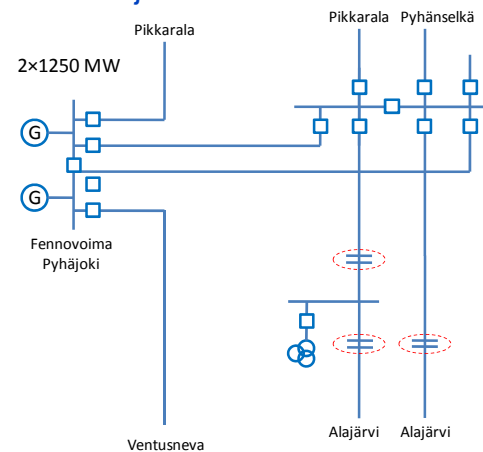 Pikkarala
Pikkarala Pyhänselkä
2×1250 MW
G
G
Fennovoima
Pyhäjoki
Ventusneva
Alajärvi Alajärvi